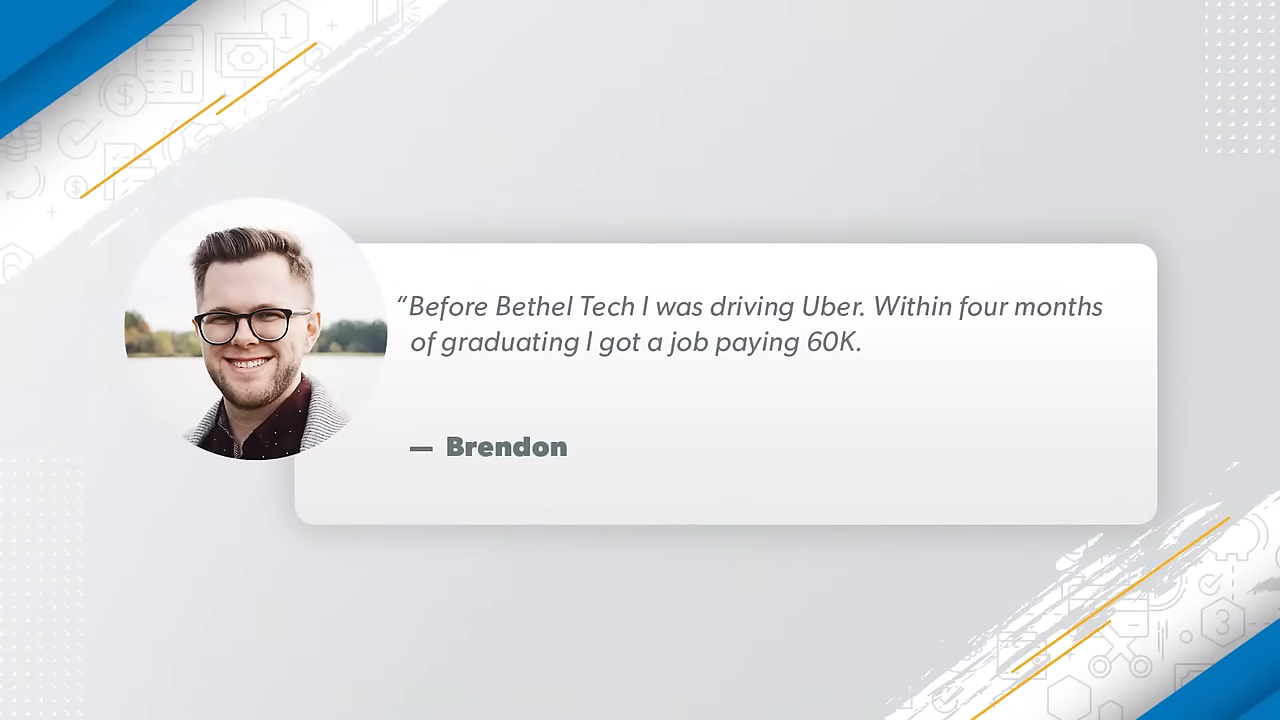 “Before Bethel Tech I was driving Uber. Within four months
of graduating I got a job paying 60K.
— Brendon